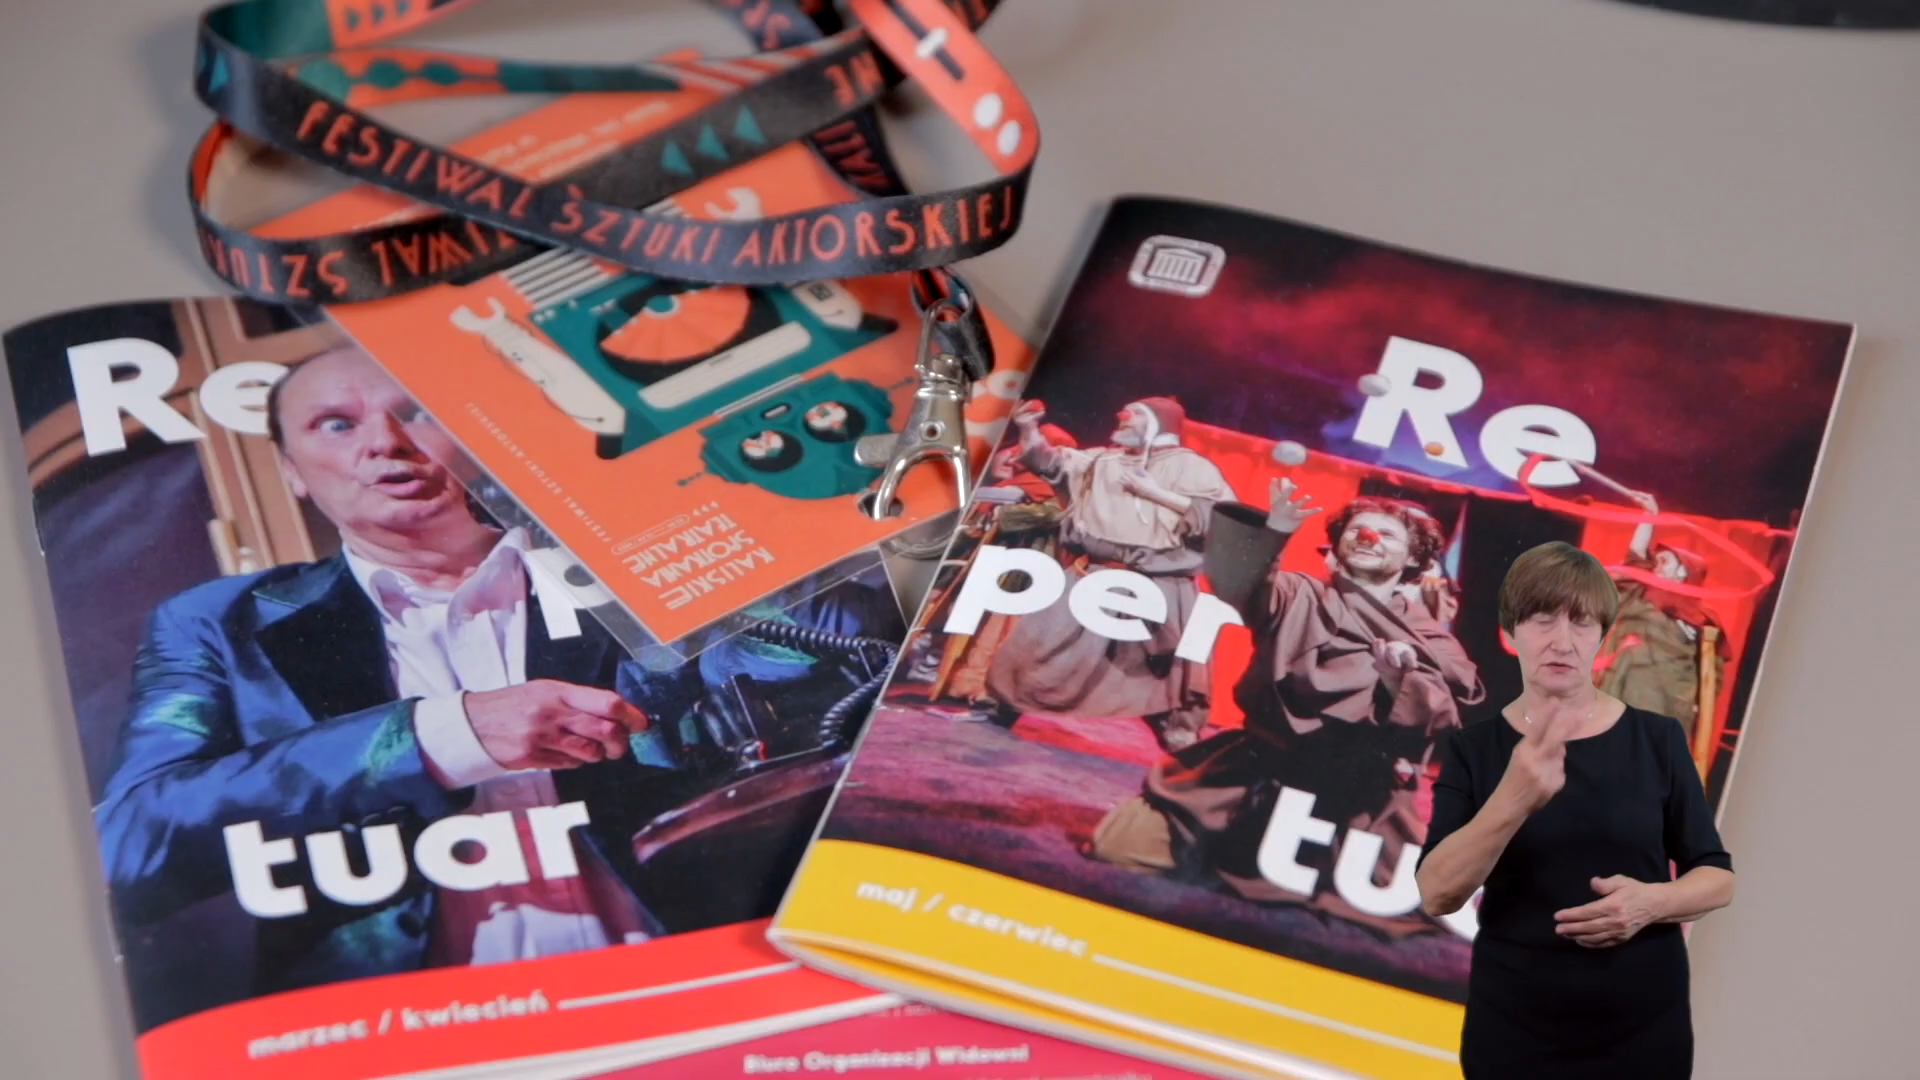 FESTIWAL SZTUKI AKTORSKIEJ
FESTIWAL SZTUKI AKTORSKIEJ
KALISKIE
SPOTKANIA
TEATRALNE
Re
tuar
marzec / kwiecień
Re
per
tu
maj / czerwiec
Biuro Organizacji Widowni